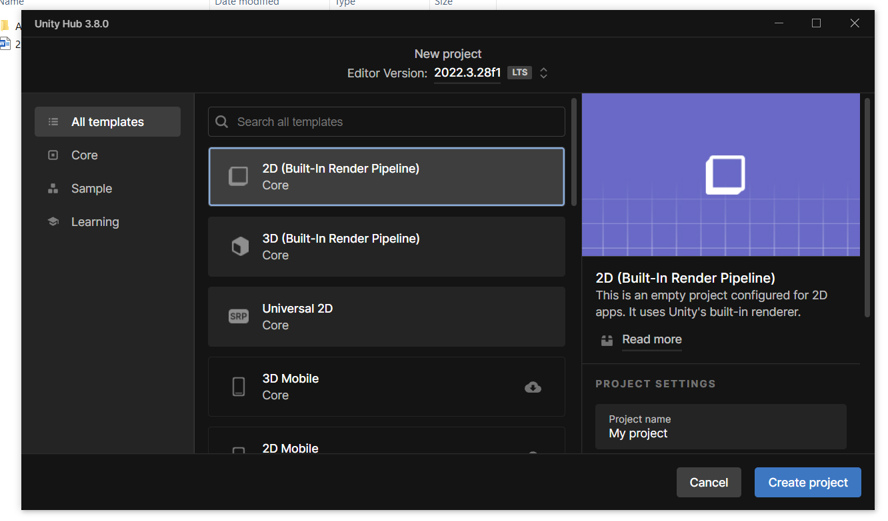 Name Date modified Type Size
A
2
Unity Hub 3.8.0
New project
Editor Version: 2022.3.28f1 LTS
All templates
Core
Sample
Learning
Search all templates
2D (Built-In Render Pipeline)
Core
3D (Built-In Render Pipeline)
Core
SRP
Universal 2D
Core
3D Mobile
Core
2D Mobile
2D (Built-In Render Pipeline)
This is an empty project configured for 2D
apps. It uses Unity's built-in renderer.
Read more
PROJECT SETTINGS
Project name
My project
Cancel
Create project